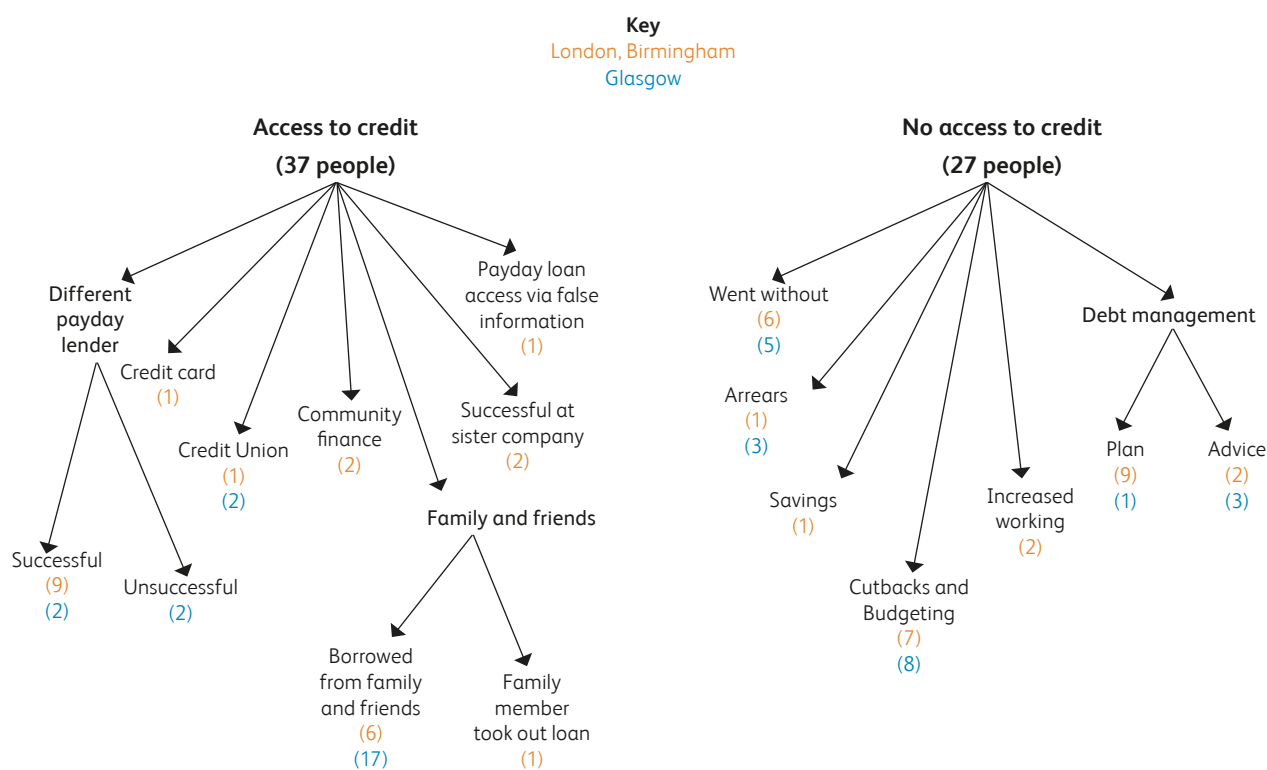 Key
London, Birmingham
Glasgow
Access to credit
(37 people)
Different
payday
lender
Successful
(9)
(2)
Unsuccessful
(2)
Credit card
(1)
Credit Union
(1)
(2)
Community
finance
(2)
Family and friends
Borrowed
from family
and friends
(6)
(17)
Family
member
took out loan
(1)
Successful at
sister company
(2)
Payday loan
access via false
information
(1)
No access to credit
(27 people)
Went without
(6)
(5)
Arrears
(1)
(3)
Savings
(1)
Cutbacks and
Budgeting
(7)
(8)
Increased
working
(2)
Debt management
Plan
(9)
(1)
Advice
(2)
(3)